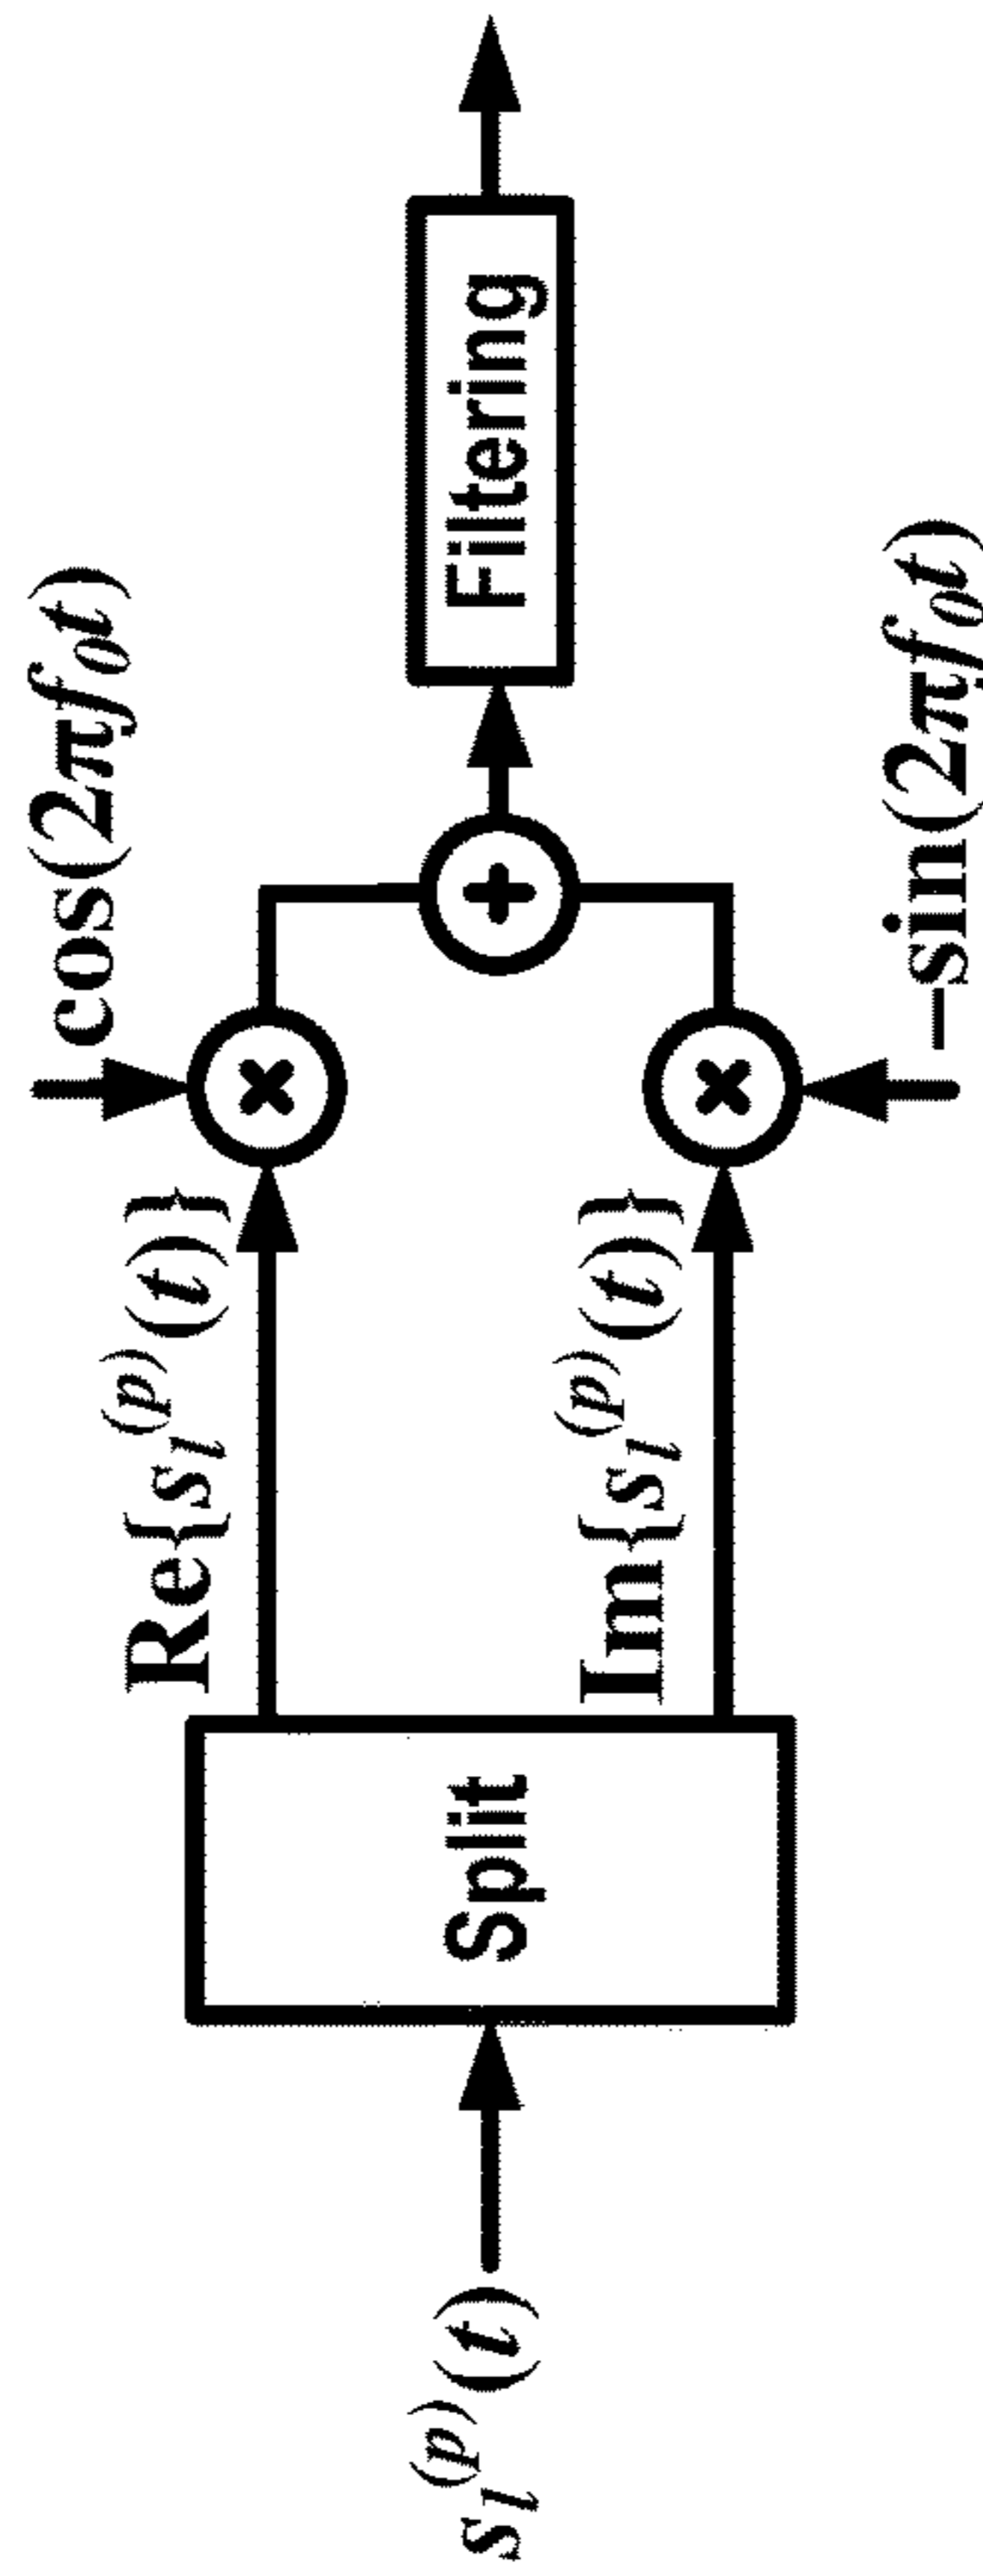 s_l^(p)(t)
Split
Re{s_l^(p)(t)}
Im{s_l^(p)(t)}
cos(2πf_0t)
–sin(2πf_0t)
+
Filtering